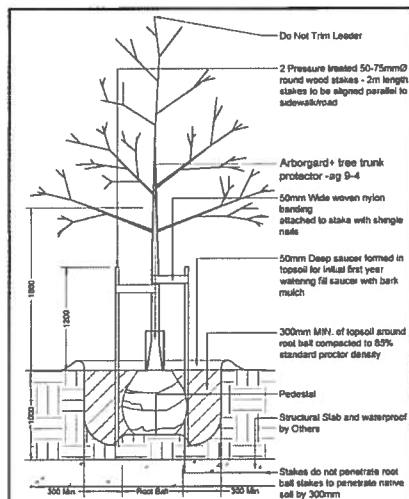 Do Not Trim Leader
2 Pressure treated 50-75mmØ
round wood stakes - 2m length
stakes to be aligned parallel to
sidewalk/road
Arborgard+ tree trunk
protector -ag 9-4
50mm Wide woven nylon
banding
attached to stake with shingle
nails
50mm Deep saucer formed in
topsoil for initial first year
watering fill saucer with bark
mulch
300mm MIN. of topsoil around
root ball compacted to 85%
standard proctor density
Pedestal
Structural Slab and waterproof
by Others
Stakes do not penetrate root
ball stakes to penetrate native
soil by 300mm
1800
1200
1000
300 Min
Root Ball
300 Min